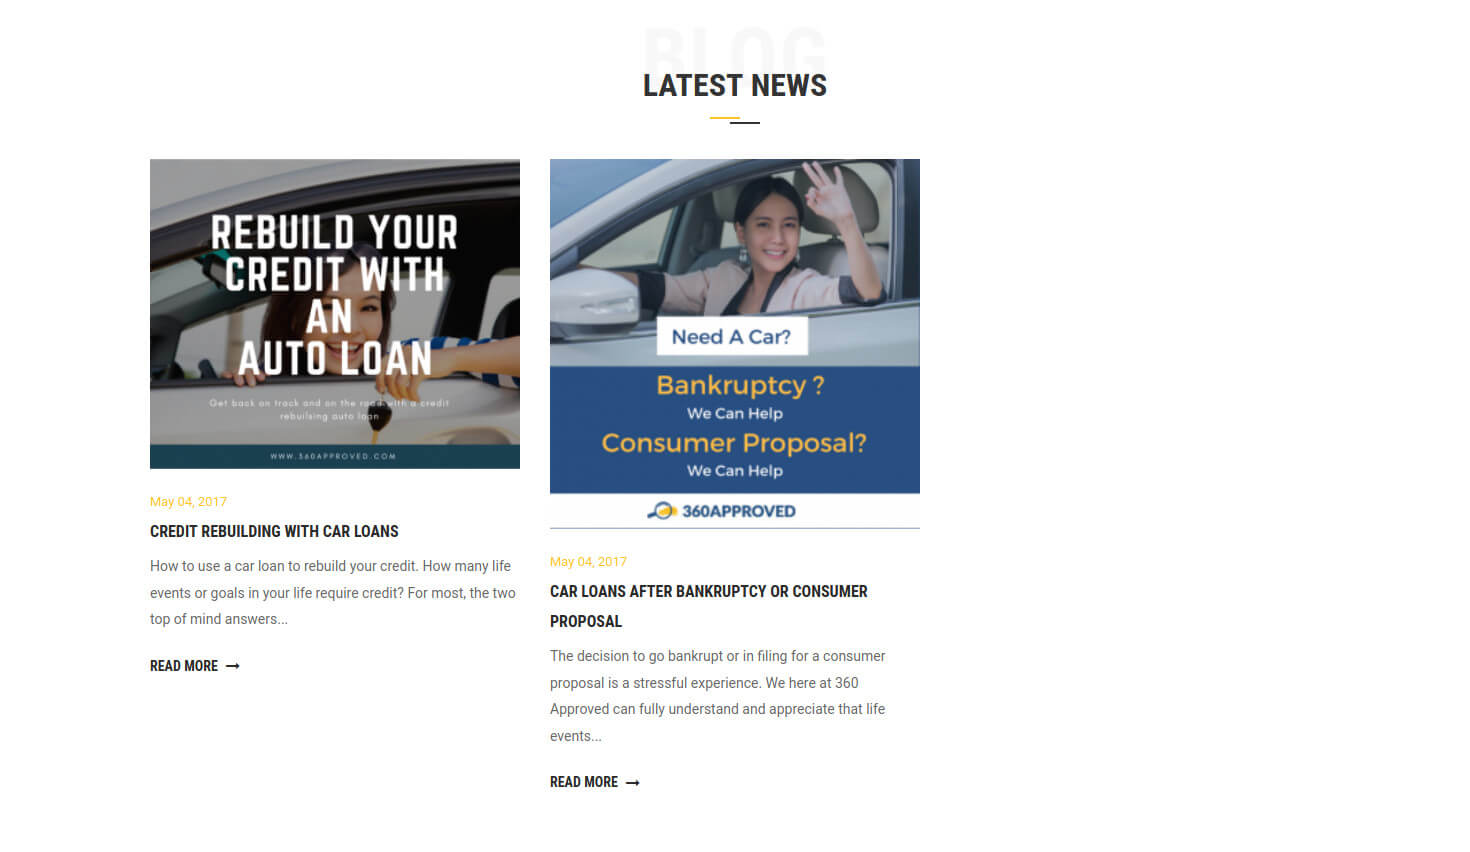 BLOG
LATEST NEWS
REBUILD YOUR
CREDIT WITH
AN
AUTO LOAN
Get back on track and on the road with a credit
rebuilsing auto loan
WWW.360APPROVED.COM
May 04, 2017
CREDIT REBUILDING WITH CAR LOANS
How to use a car loan to rebuild your credit. How many life
events or goals in your life require credit? For most, the two
top of mind answers...
READ MORE →
Need A Car?
Bankruptcy ?
We Can Help
Consumer Proposal?
We Can Help
360APPROVED
May 04, 2017
CAR LOANS AFTER BANKRUPTCY OR CONSUMER
PROPOSAL
The decision to go bankrupt or in filing for a consumer
proposal is a stressful experience. We here at 360
Approved can fully understand and appreciate that life
events...
READ MORE →